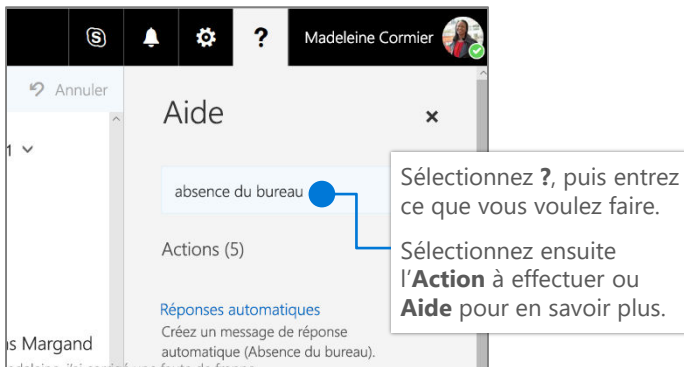 ? Madeleine Cormier
Annuler
Aide
1
absence du bureau
Sélectionnez ?, puis entrez
ce que vous voulez faire.
Sélectionnez ensuite
l'Action à effectuer ou
Aide pour en savoir plus.
Actions (5)
Réponses automatiques
Créez un message de réponse
automatique (Absence du bureau).
s Margand